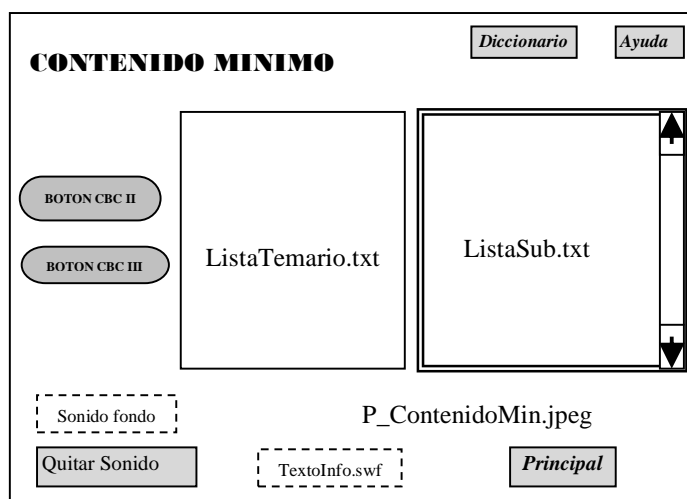 Diccionario
Ayuda
CONTENIDO MINIMO
BOTON CBC II
BOTON CBC III
ListaTemario.txt
ListaSub.txt
Sonido fondo
P_ContenidoMin.jpeg
Quitar Sonido
TextoInfo.swf
Principal